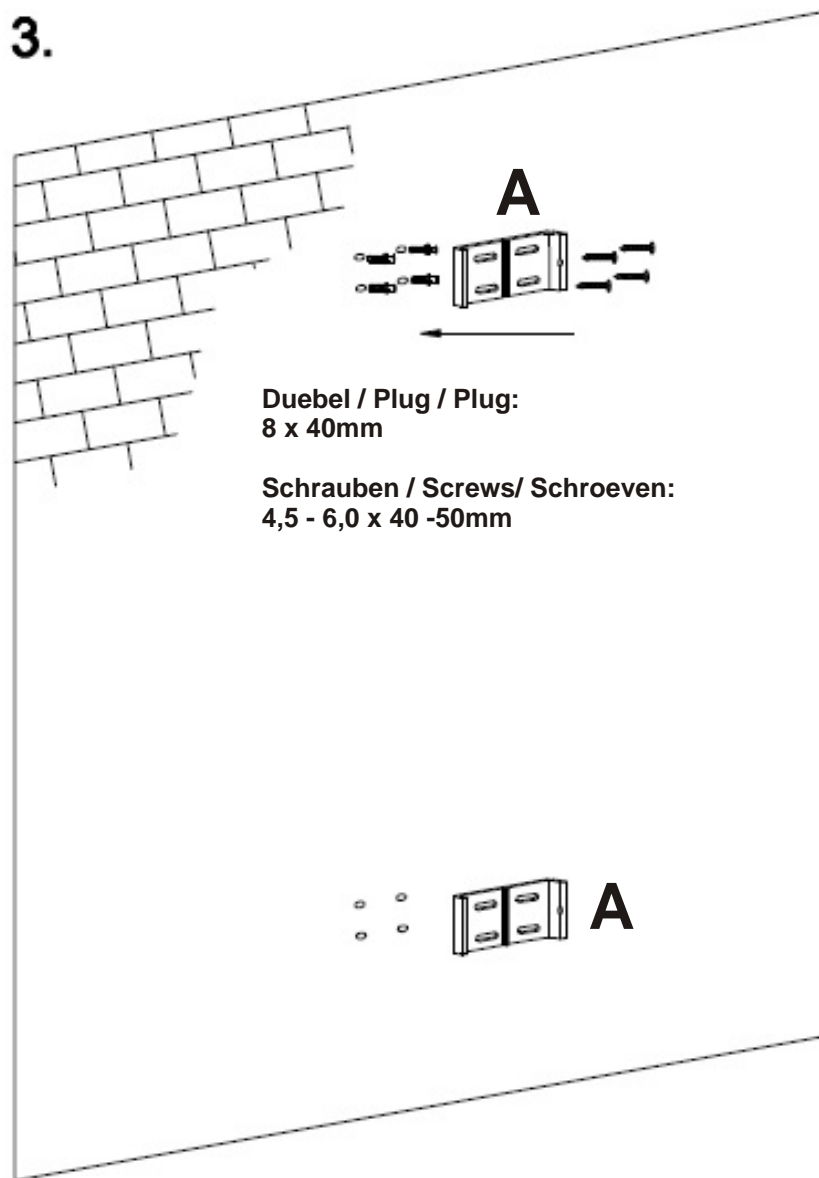 3.
A
Duebel / Plug / Plug:
8 x 40mm
Schrauben / Screws/ Schroeven:
4,5 - 6,0 x 40 -50mm
A